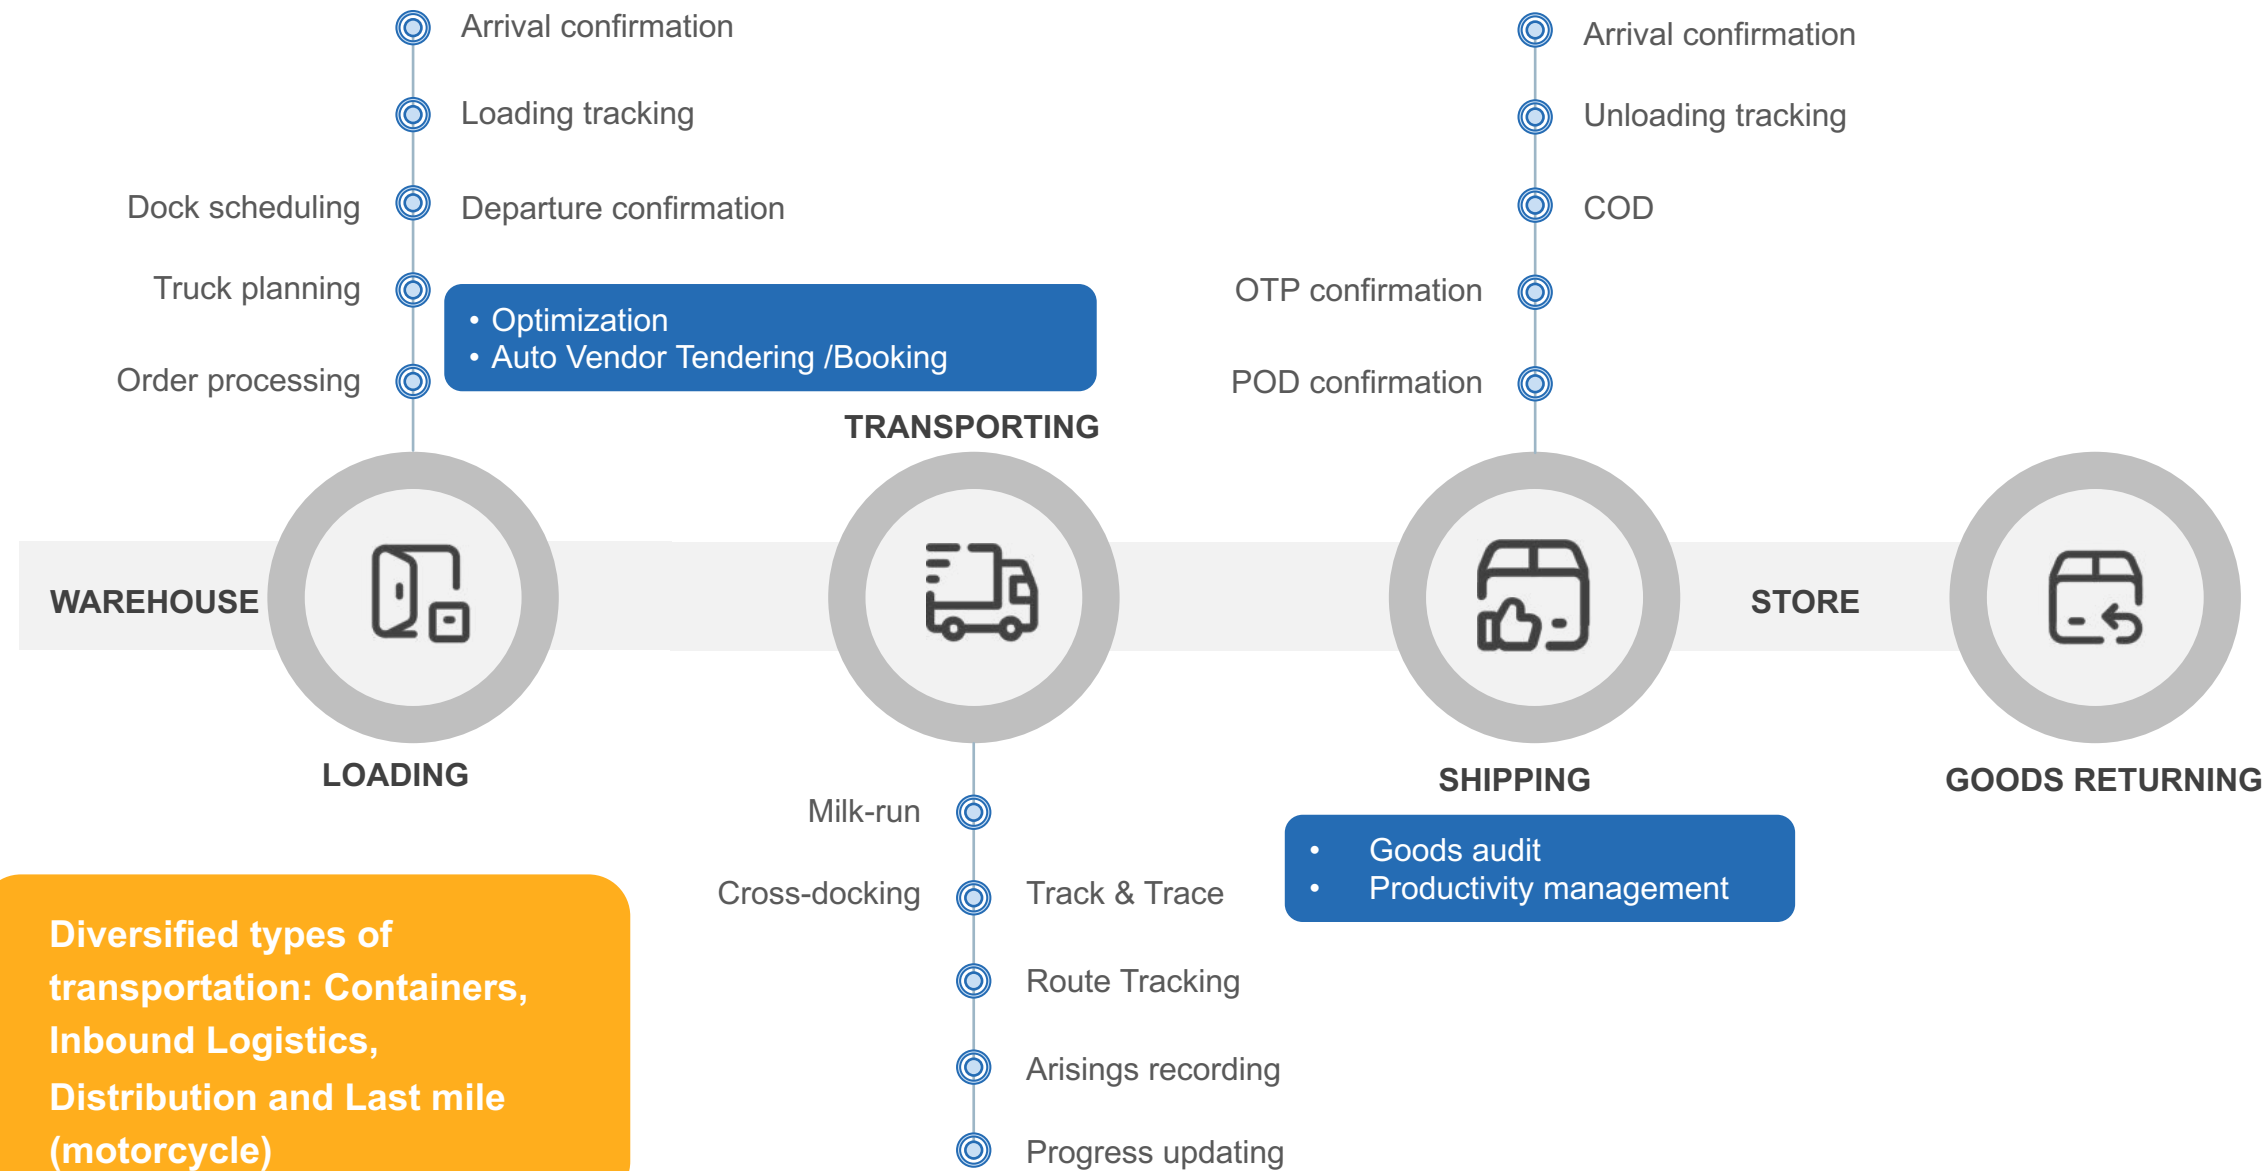 Arrival confirmation
Loading tracking
Dock scheduling
Departure confirmation
Truck planning
Order processing
• Optimization
• Auto Vendor Tendering /Booking
Arrival confirmation
Unloading tracking
COD
OTP confirmation
POD confirmation
TRANSPORTING
WAREHOUSE
STORE
LOADING
SHIPPING
GOODS RETURNING
Milk-run
Cross-docking
Track & Trace
Route Tracking
Arisings recording
Progress updating
• Goods audit
• Productivity management
Diversified types of
transportation: Containers,
Inbound Logistics,
Distribution and Last mile
(motorcycle)